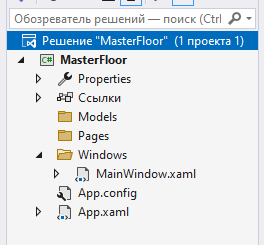 Обозреватель решений — поиск (Ctrl
Решение "MasterFloor" (1 проекта 1)
MasterFloor
Properties
Ссылки
Models
Pages
Windows
MainWindow.xaml
App.config
App.xaml